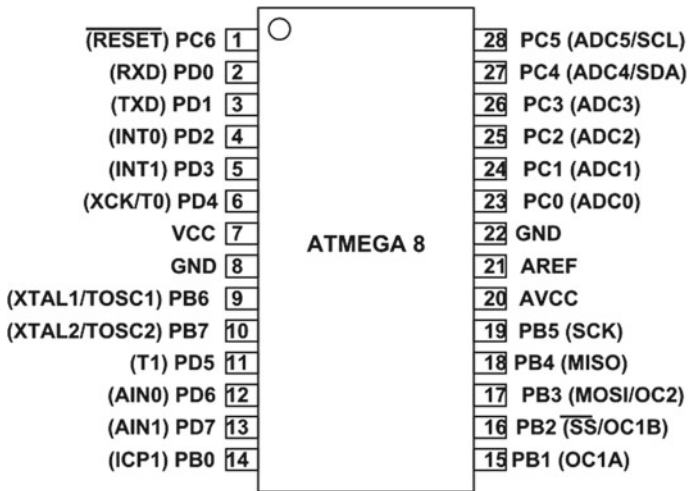 (RESET) PC6 1
(RXD) PD0 2
(TXD) PD1 3
(INT0) PD2 4
(INT1) PD3 5
(XCK/T0) PD4 6
VCC 7
GND 8
(XTAL1/TOSC1) PB6 9
(XTAL2/TOSC2) PB7 10
(T1) PD5 11
(AIN0) PD6 12
(AIN1) PD7 13
(ICP1) PB0 14
ATMEGA 8
28 PC5 (ADC5/SCL)
27 PC4 (ADC4/SDA)
26 PC3 (ADC3)
25 PC2 (ADC2)
24 PC1 (ADC1)
23 PC0 (ADC0)
22 GND
21 AREF
20 AVCC
19 PB5 (SCK)
18 PB4 (MISO)
17 PB3 (MOSI/OC2)
16 PB2 (SS/OC1B)
15 PB1 (OC1A)